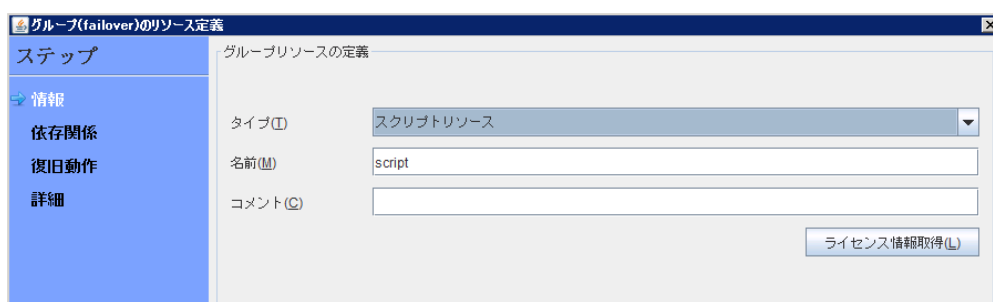 グループ(failover)のリソース定義
ステップ
グループリソースの定義
情報
依存関係
復旧動作
詳細
タイプ(T)
スクリプトリソース
名前(M)
script
コメント(C)
ライセンス情報取得(L)